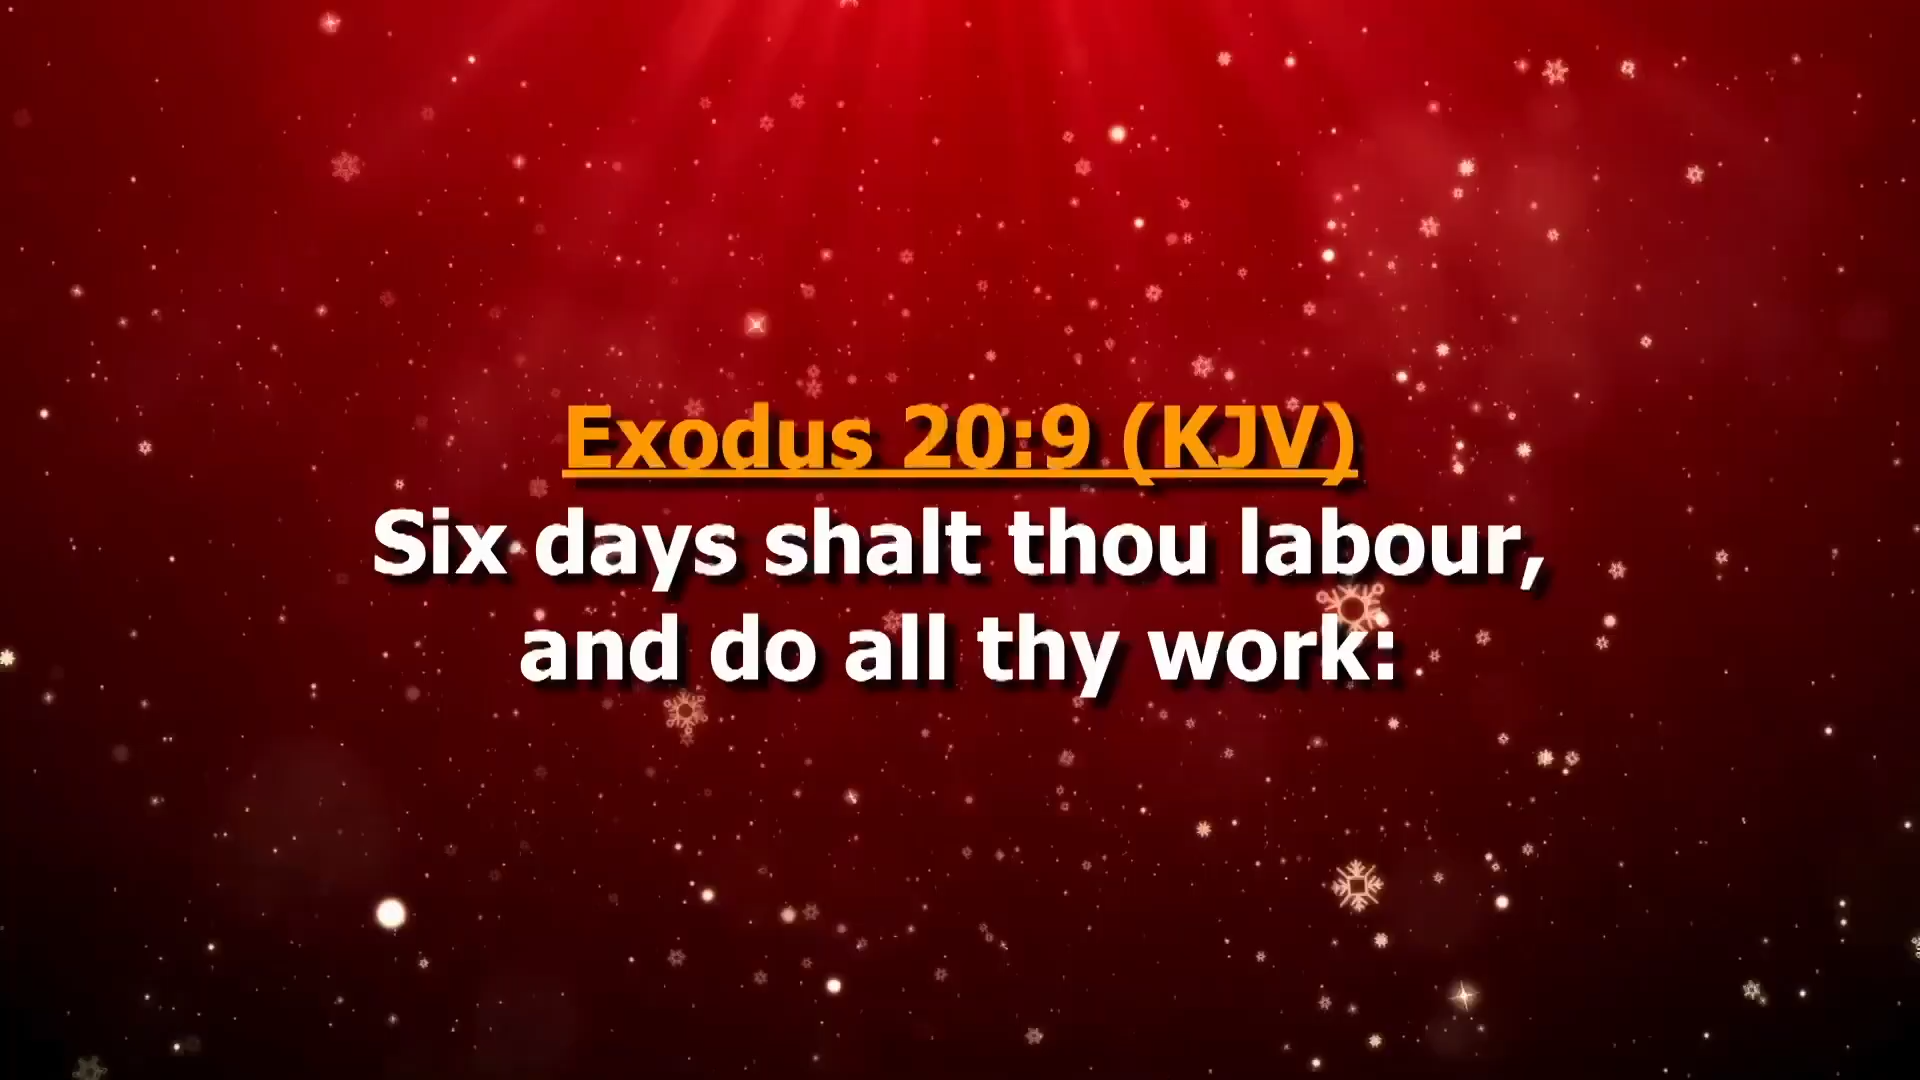 Exodus 20:9 (KJV)
Six days shalt thou labour,
and do all thy work: